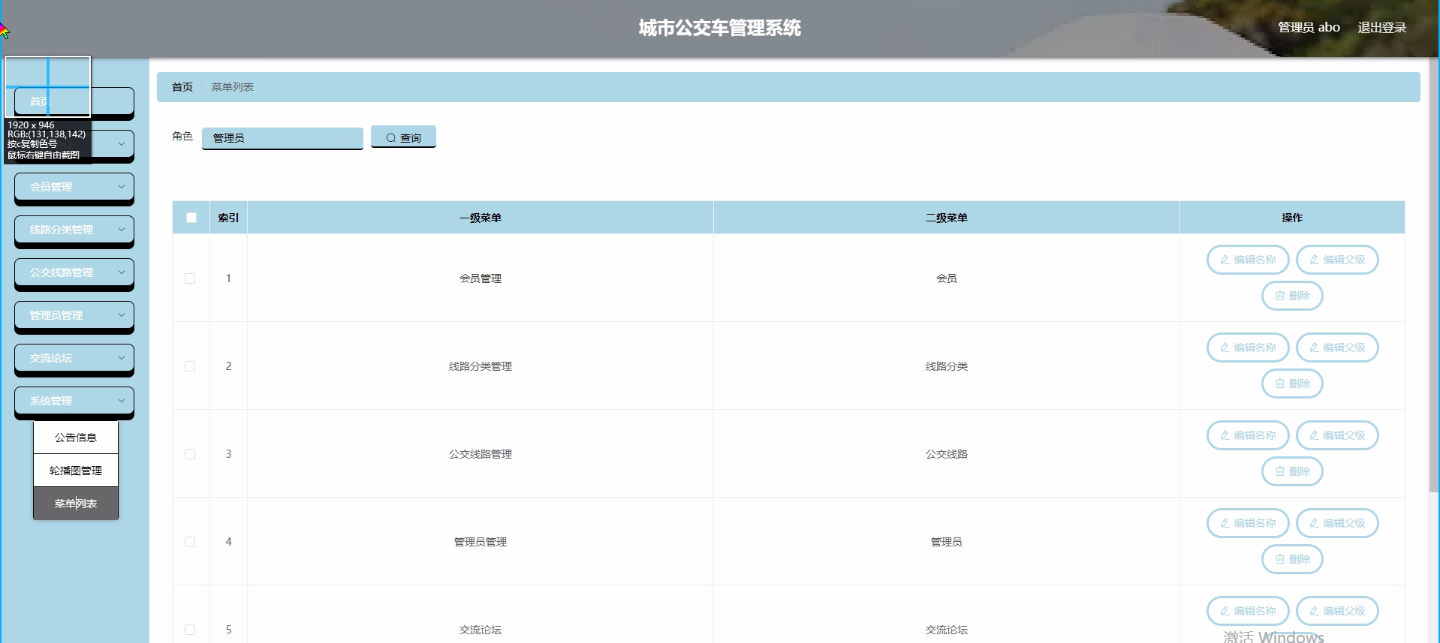 城市公交车管理系统
管理员 abo 退出登录
首页
1920 x 946
RGB:(131,138,142)
按c复制色号
鼠标右键自由截图
会员管理
线路分类管理
公交线路管理
管理员管理
交流论坛
系统管理
公告信息
轮播图管理
菜单列表
首页 / 菜单列表
角色 管理员 查询
索引 一级菜单 二级菜单 操作
1 会员管理 会员 编辑名称 编辑父级
删除
2 线路分类管理 线路分类 编辑名称 编辑父级
删除
3 公交线路管理 公交线路 编辑名称 编辑父级
删除
4 管理员管理 管理员 编辑名称 编辑父级
删除
5 交流论坛 交流论坛 编辑名称 编辑父级
激活 Windows